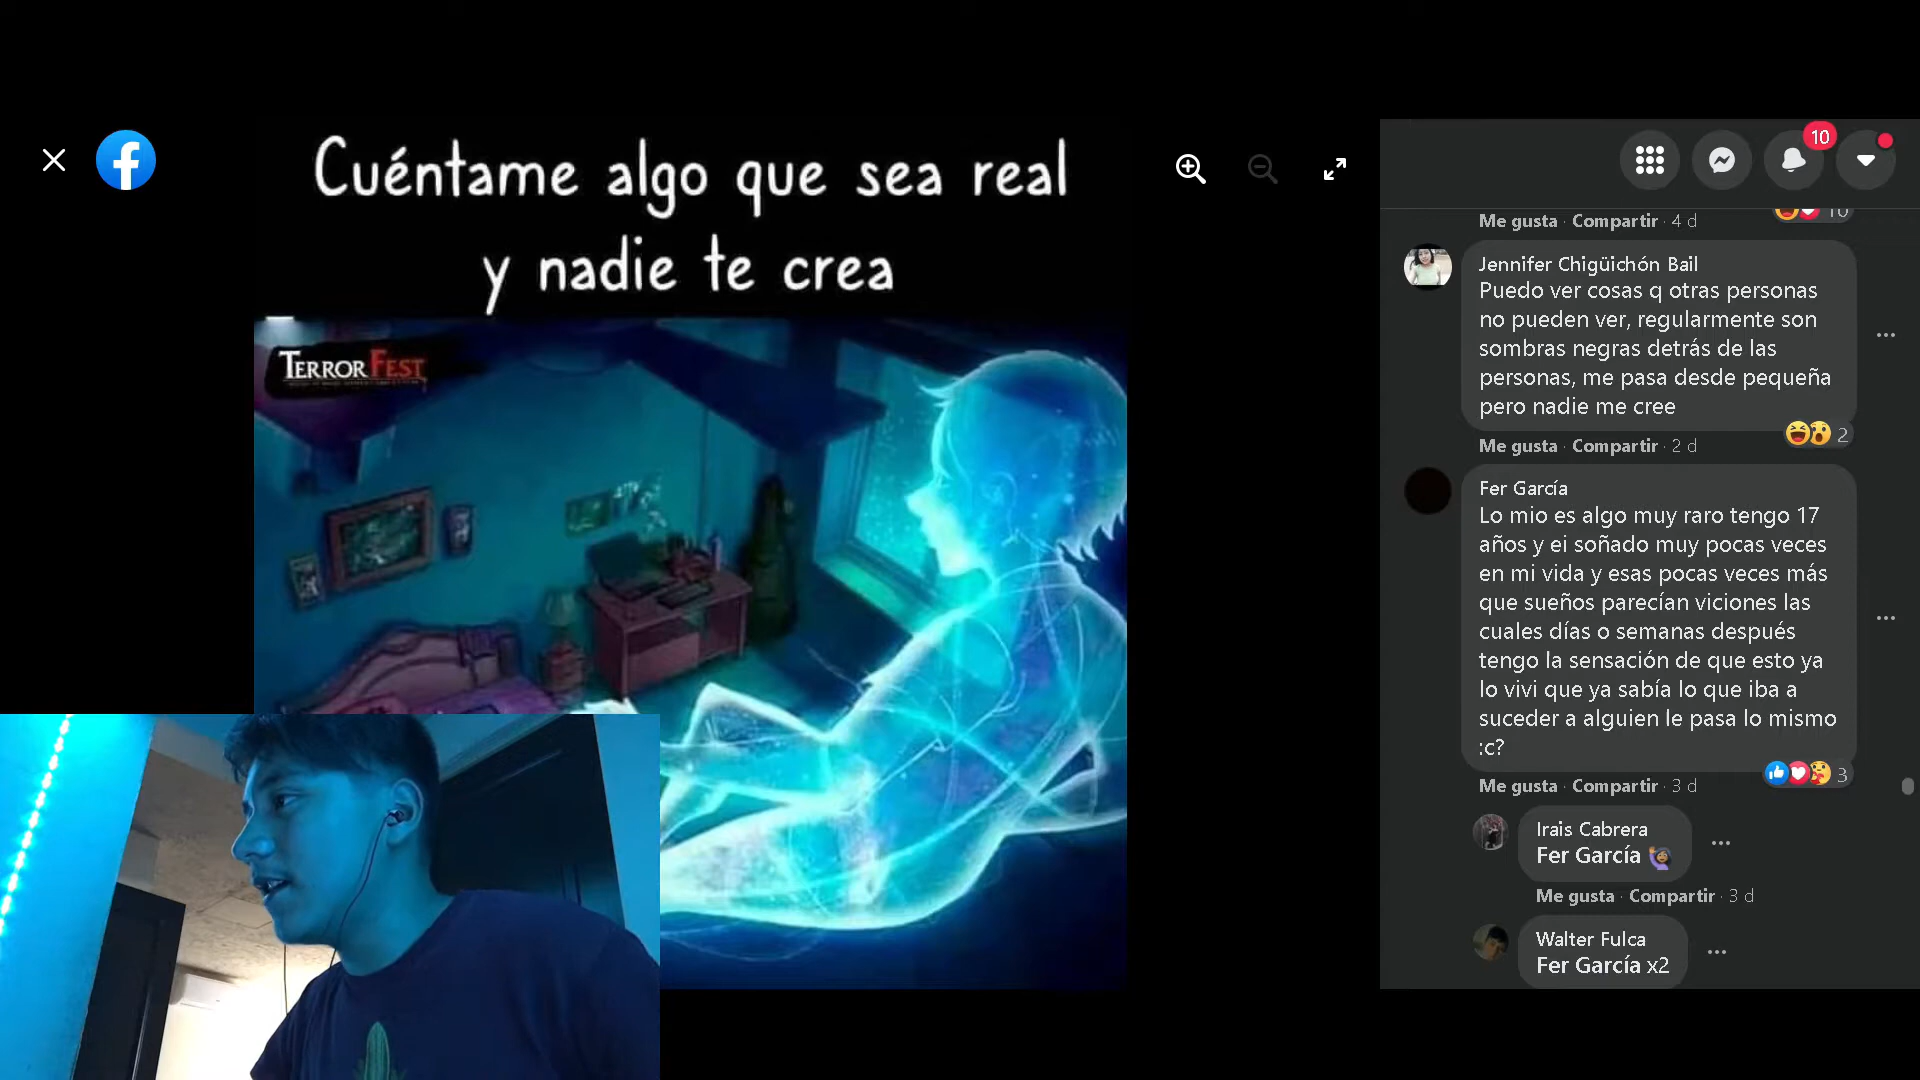 Cuéntame algo que sea real
y nadie te crea
TERROR FEST
10
Me gusta · Compartir · 4 d
10
Jennifer Chigüichón Bail
Puedo ver cosas q otras personas
no pueden ver, regularmente son
sombras negras detrás de las
personas, me pasa desde pequeña
pero nadie me cree
2
Me gusta · Compartir · 2 d
Fer García
Lo mio es algo muy raro tengo 17
años y ei soñado muy pocas veces
en mi vida y esas pocas veces más
que sueños parecían viciones las
cuales días o semanas después
tengo la sensación de que esto ya
lo vivi que ya sabía lo que iba a
suceder a alguien le pasa lo mismo
:c?
3
Me gusta · Compartir · 3 d
Irais Cabrera
Fer García 🙋🏽‍♀️
Me gusta · Compartir · 3 d
Walter Fulca
Fer García x2